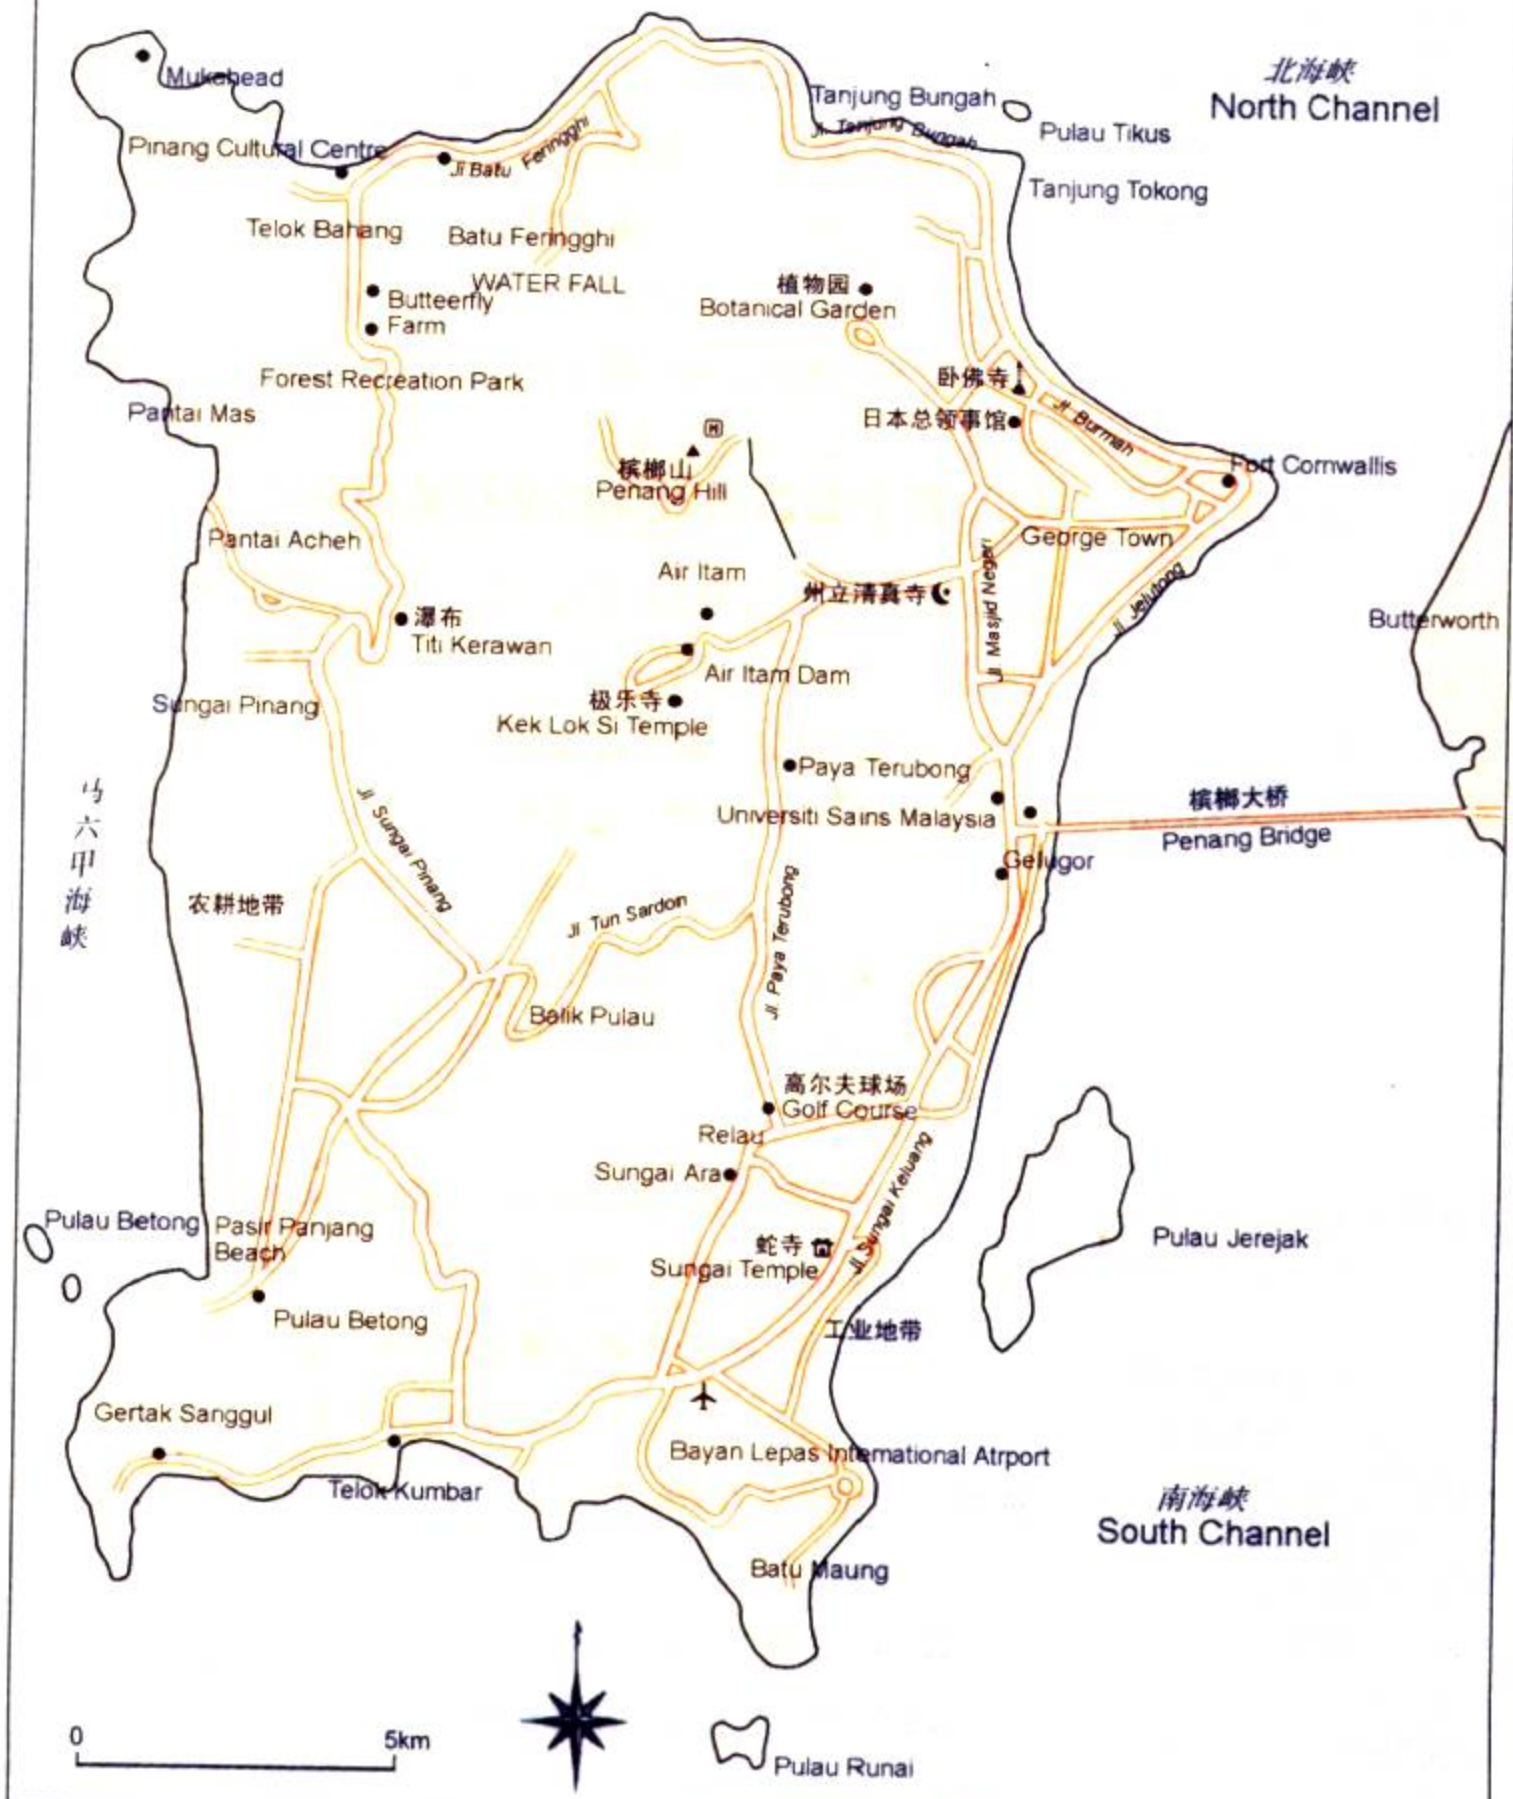 北海峡
North Channel
Mukahead
Tanjung Bungah
Pulau Tikus
Jl. Tanjung Buggah
Pinang Cultural Centre
Jl Batu Feringghi
Tanjung Tokong
Telok Bahang
Batu Feringghi
WATER FALL
植物园
Botanical Garden
Butteerfly
Farm
Forest Recreation Park
卧佛寺
日本总领事馆
Jl Burmah
Pantai Mas
H
槟榔山
Penang Hill
Fort Cornwallis
George Town
Pantai Acheh
Air Itam
州立清真寺
Jl Masjid Negeri
Jl Jelutong
Butterworth
瀑布
Titi Kerawan
Air Itam Dam
极乐寺
Kek Lok Si Temple
Sungai Pinang
Paya Terubong
Universiti Sains Malaysia
槟榔大桥
Penang Bridge
Gelugor
马六甲海峡
Jl Sungai Pinang
农耕地带
Jl Tun Sardon
Jl Paya Terubong
Balik Pulau
高尔夫球场
Golf Course
Relau
Sungai Ara
Jl Sungai Keluang
Pulau Betong
Pasir Panjang
Beach
蛇寺
Sungai Temple
Pulau Jerejak
Pulau Betong
工业地带
Gertak Sanggul
Bayan Lepas International Atrport
Telok Kumbar
南海峡
South Channel
Batu Maung
0
5km
Pulau Runai